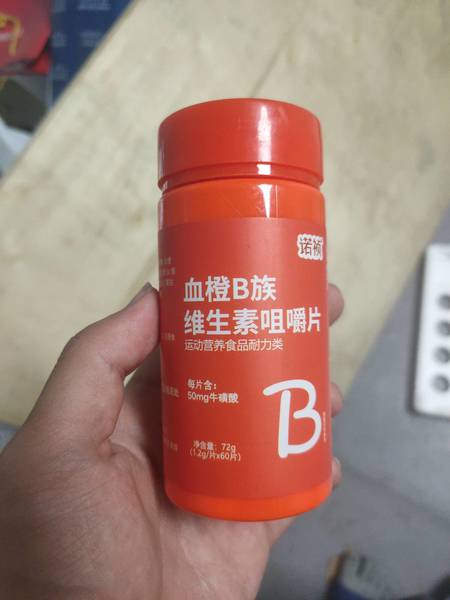 诺祯
血橙B族
维生素咀嚼片
运动营养食品耐力类
每片含:
50mg牛磺酸
B
净含量: 72g
(1.2g/片x60片)